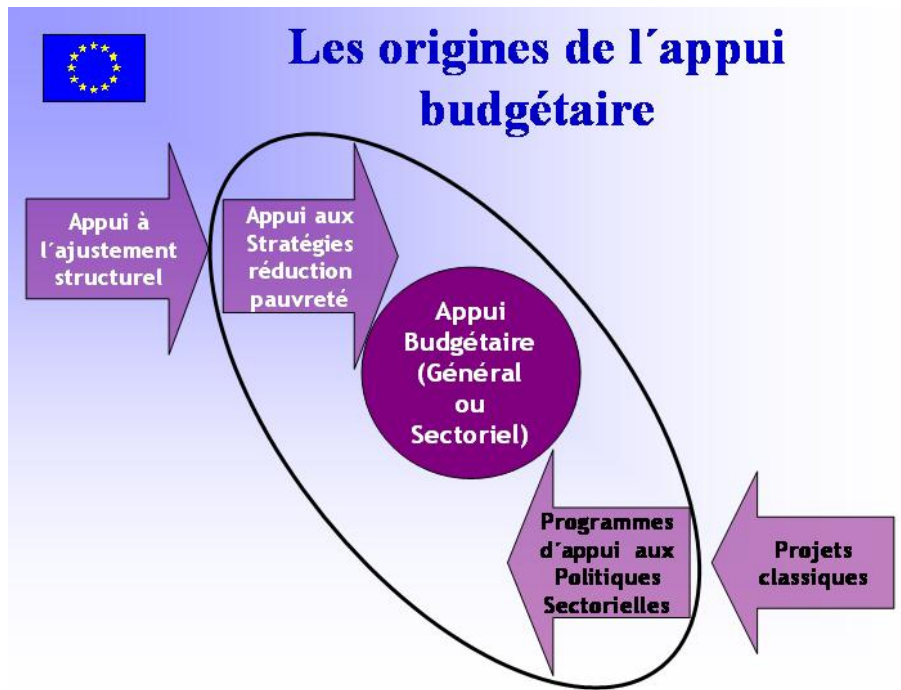 Les origines de l´appui
budgétaire
Appui à
l´ajustement
structurel
Appui aux
Stratégies
réduction
pauvreté
Appui
Budgétaire
(Général
ou
Sectoriel)
Programmes
d´appui aux
Politiques
Sectorielles
Projets
classiques